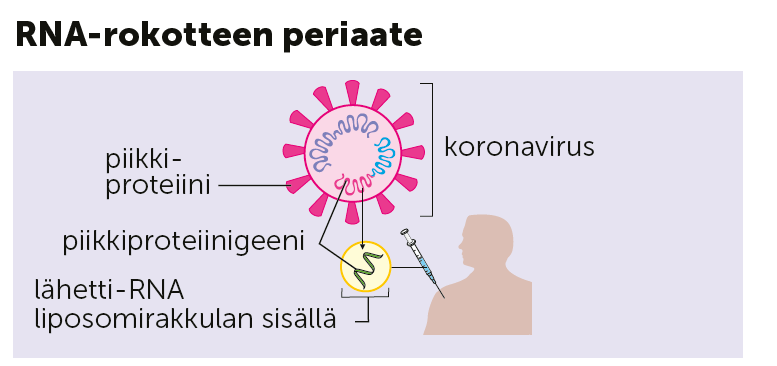 RNA-rokotteen periaate
koronavirus
piikki-
proteiini
piikkiproteiinigeeni
lähetti-RNA
liposomirakkulan sisällä